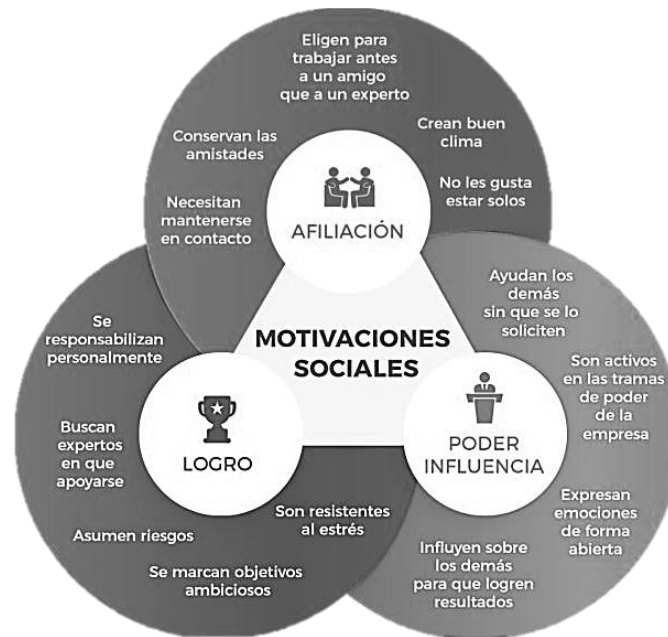 Eligen para
trabajar antes
a un amigo
que a un experto
Conservan las
amistades
Crean buen
clima
Necesitan
mantenerse
en contacto
No les gusta
estar solos
AFILIACIÓN
MOTIVACIONES
SOCIALES
Ayudan los
demás
sin que se lo
soliciten
Son activos
en las tramas
de poder
de la
empresa
PODER
INFLUENCIA
Expresan
emociones
de forma
abierta
Influyen sobre
los demás
para que logren
resultados
Se
responsabilizan
personalmente
Buscan
expertos
en que
apoyarse
LOGRO
Asumen riesgos
Son resistentes
al estrés
Se marcan objetivos
ambiciosos